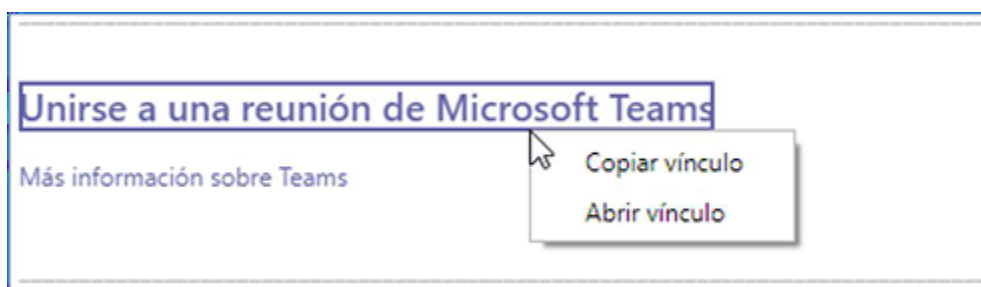 Unirse a una reunión de Microsoft Teams
Copiar vínculo
Más información sobre Teams
Abrir vínculo